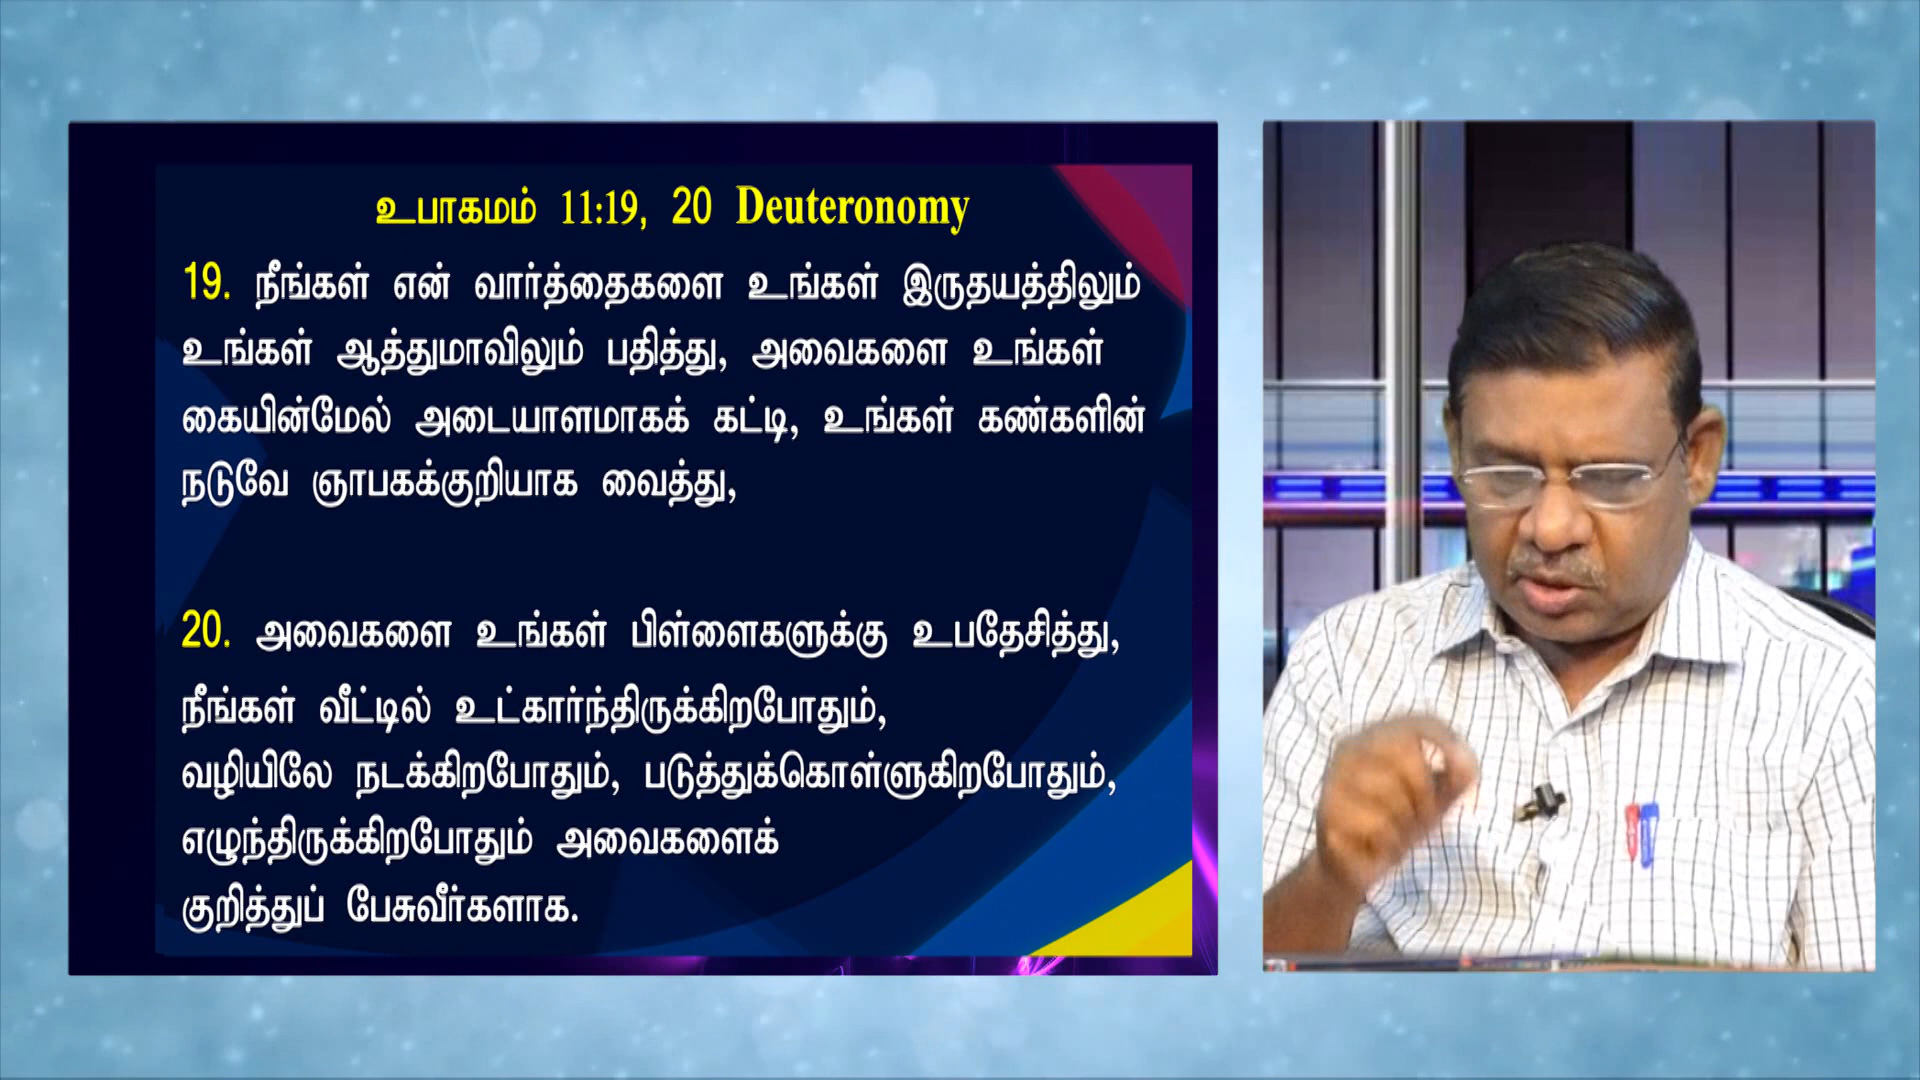 உபாகமம் 11:19, 20 Deuteronomy
19. நீங்கள் என் வார்த்தைகளை உங்கள் இருதயத்திலும்
உங்கள் ஆத்துமாவிலும் பதித்து, அவைகளை உங்கள்
கையின்மேல் அடையாளமாகக் கட்டி, உங்கள் கண்களின்
நடுவே ஞாபகக்குறியாக வைத்து,
20. அவைகளை உங்கள் பிள்ளைகளுக்கு உபதேசித்து,
நீங்கள் வீட்டில் உட்கார்ந்திருக்கிறபோதும்,
வழியிலே நடக்கிறபோதும், படுத்துக்கொள்ளுகிறபோதும்,
எழுந்திருக்கிறபோதும் அவைகளைக்
குறித்துப் பேசுவீர்களாக.